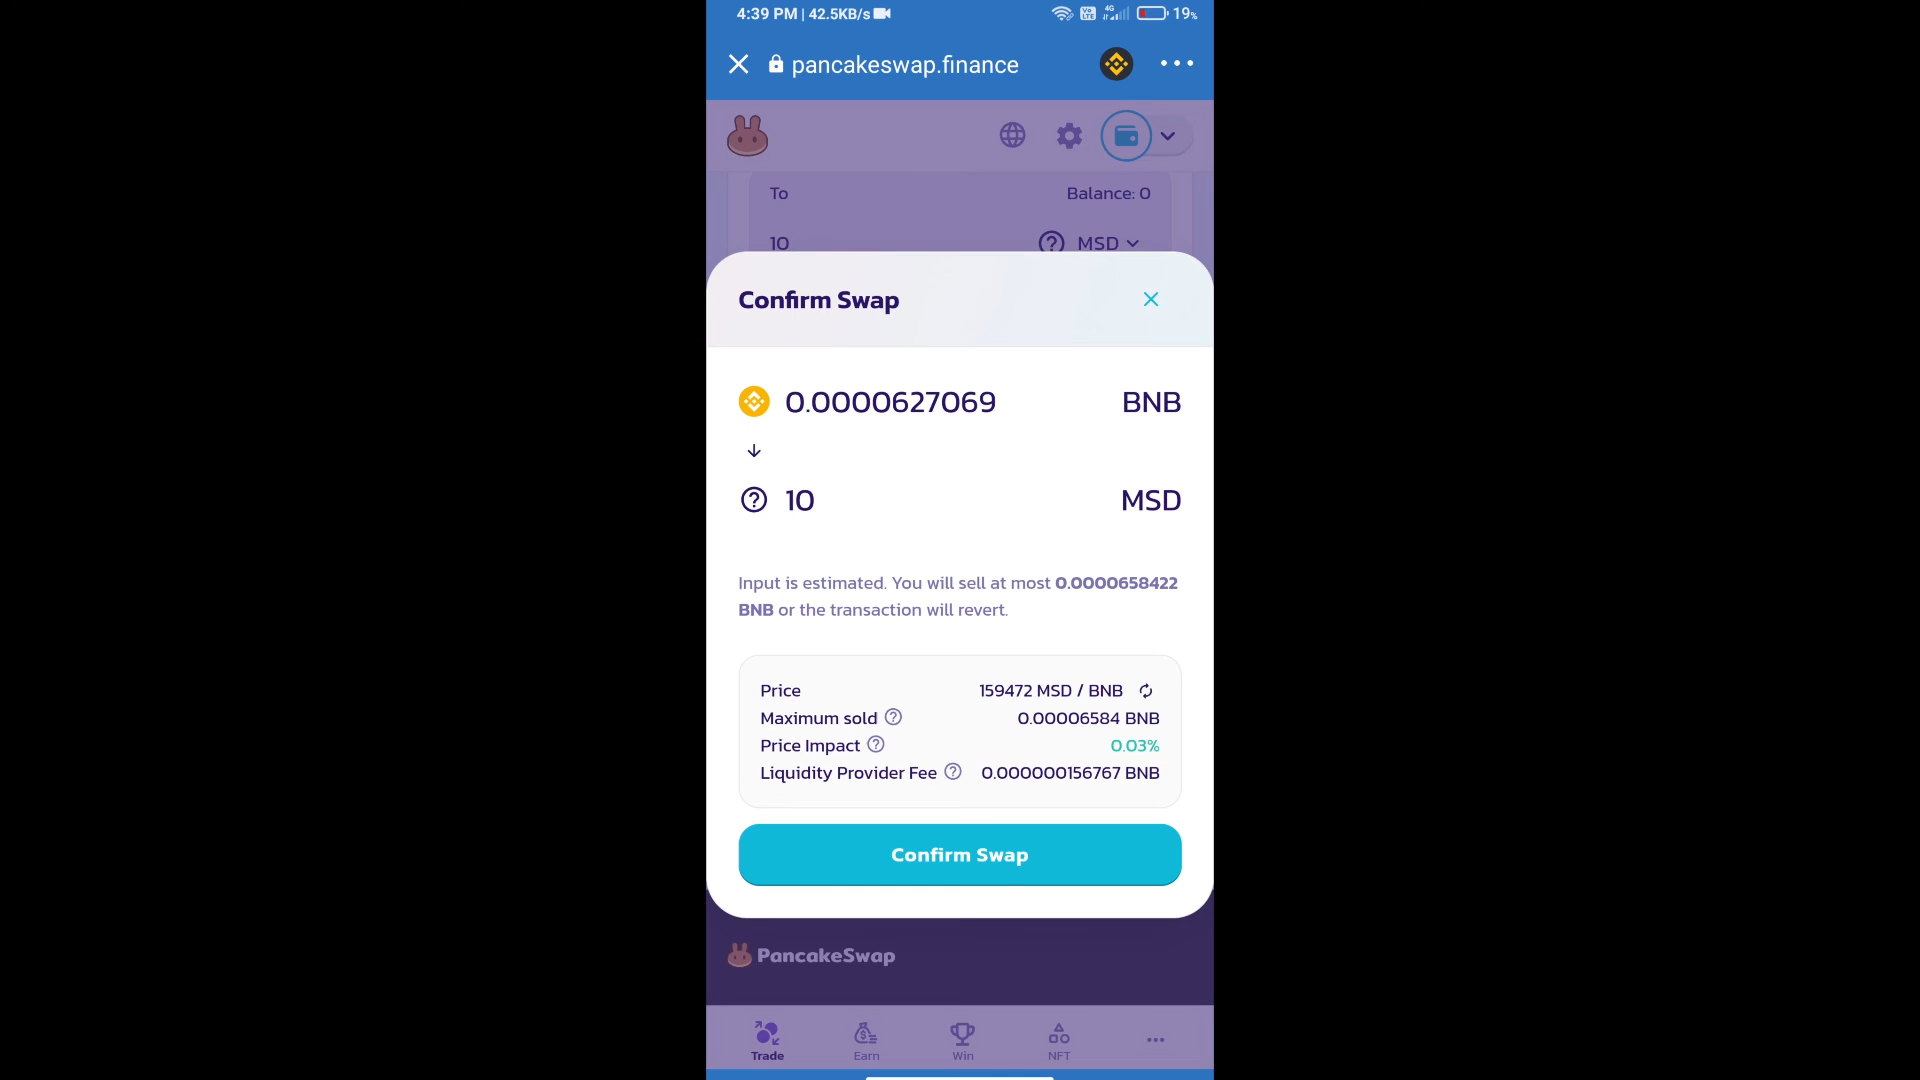 4:39 PM | 42.5KB/s
Vo LTE 4G 19%
pancakeswap.finance
To Balance: 0
10 MSD
Confirm Swap
0.0000627069 BNB
10 MSD
Input is estimated. You will sell at most 0.0000658422
BNB or the transaction will revert.
Price 159472 MSD / BNB
Maximum sold 0.00006584 BNB
Price Impact 0.03%
Liquidity Provider Fee 0.000000156767 BNB
Confirm Swap
PancakeSwap
Trade Earn Win NFT